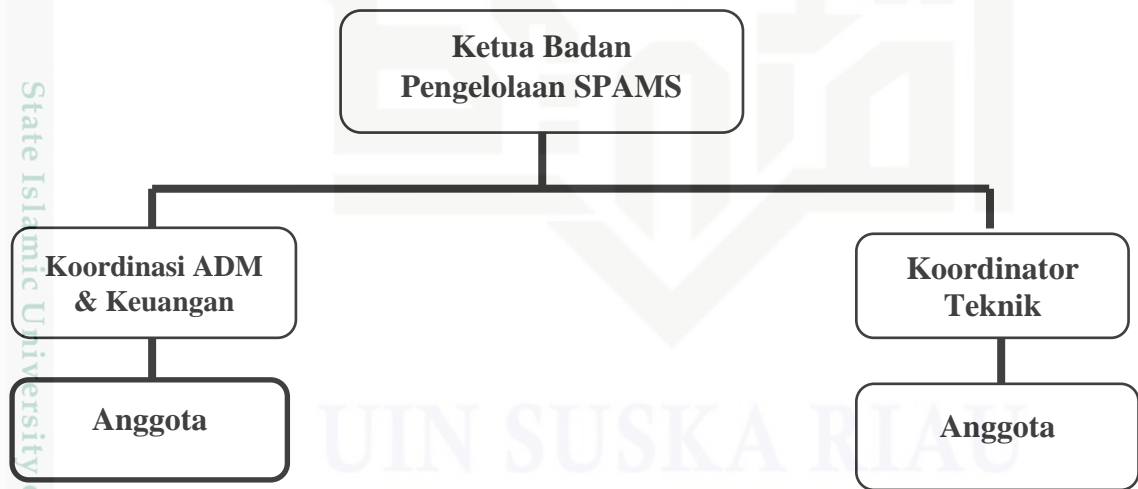 Ketua Badan
Pengelolaan SPAMS
Koordinasi ADM
& Keuangan
Koordinator
Teknik
Anggota
Anggota
State Islamic University
UIN SUSKA RIAU